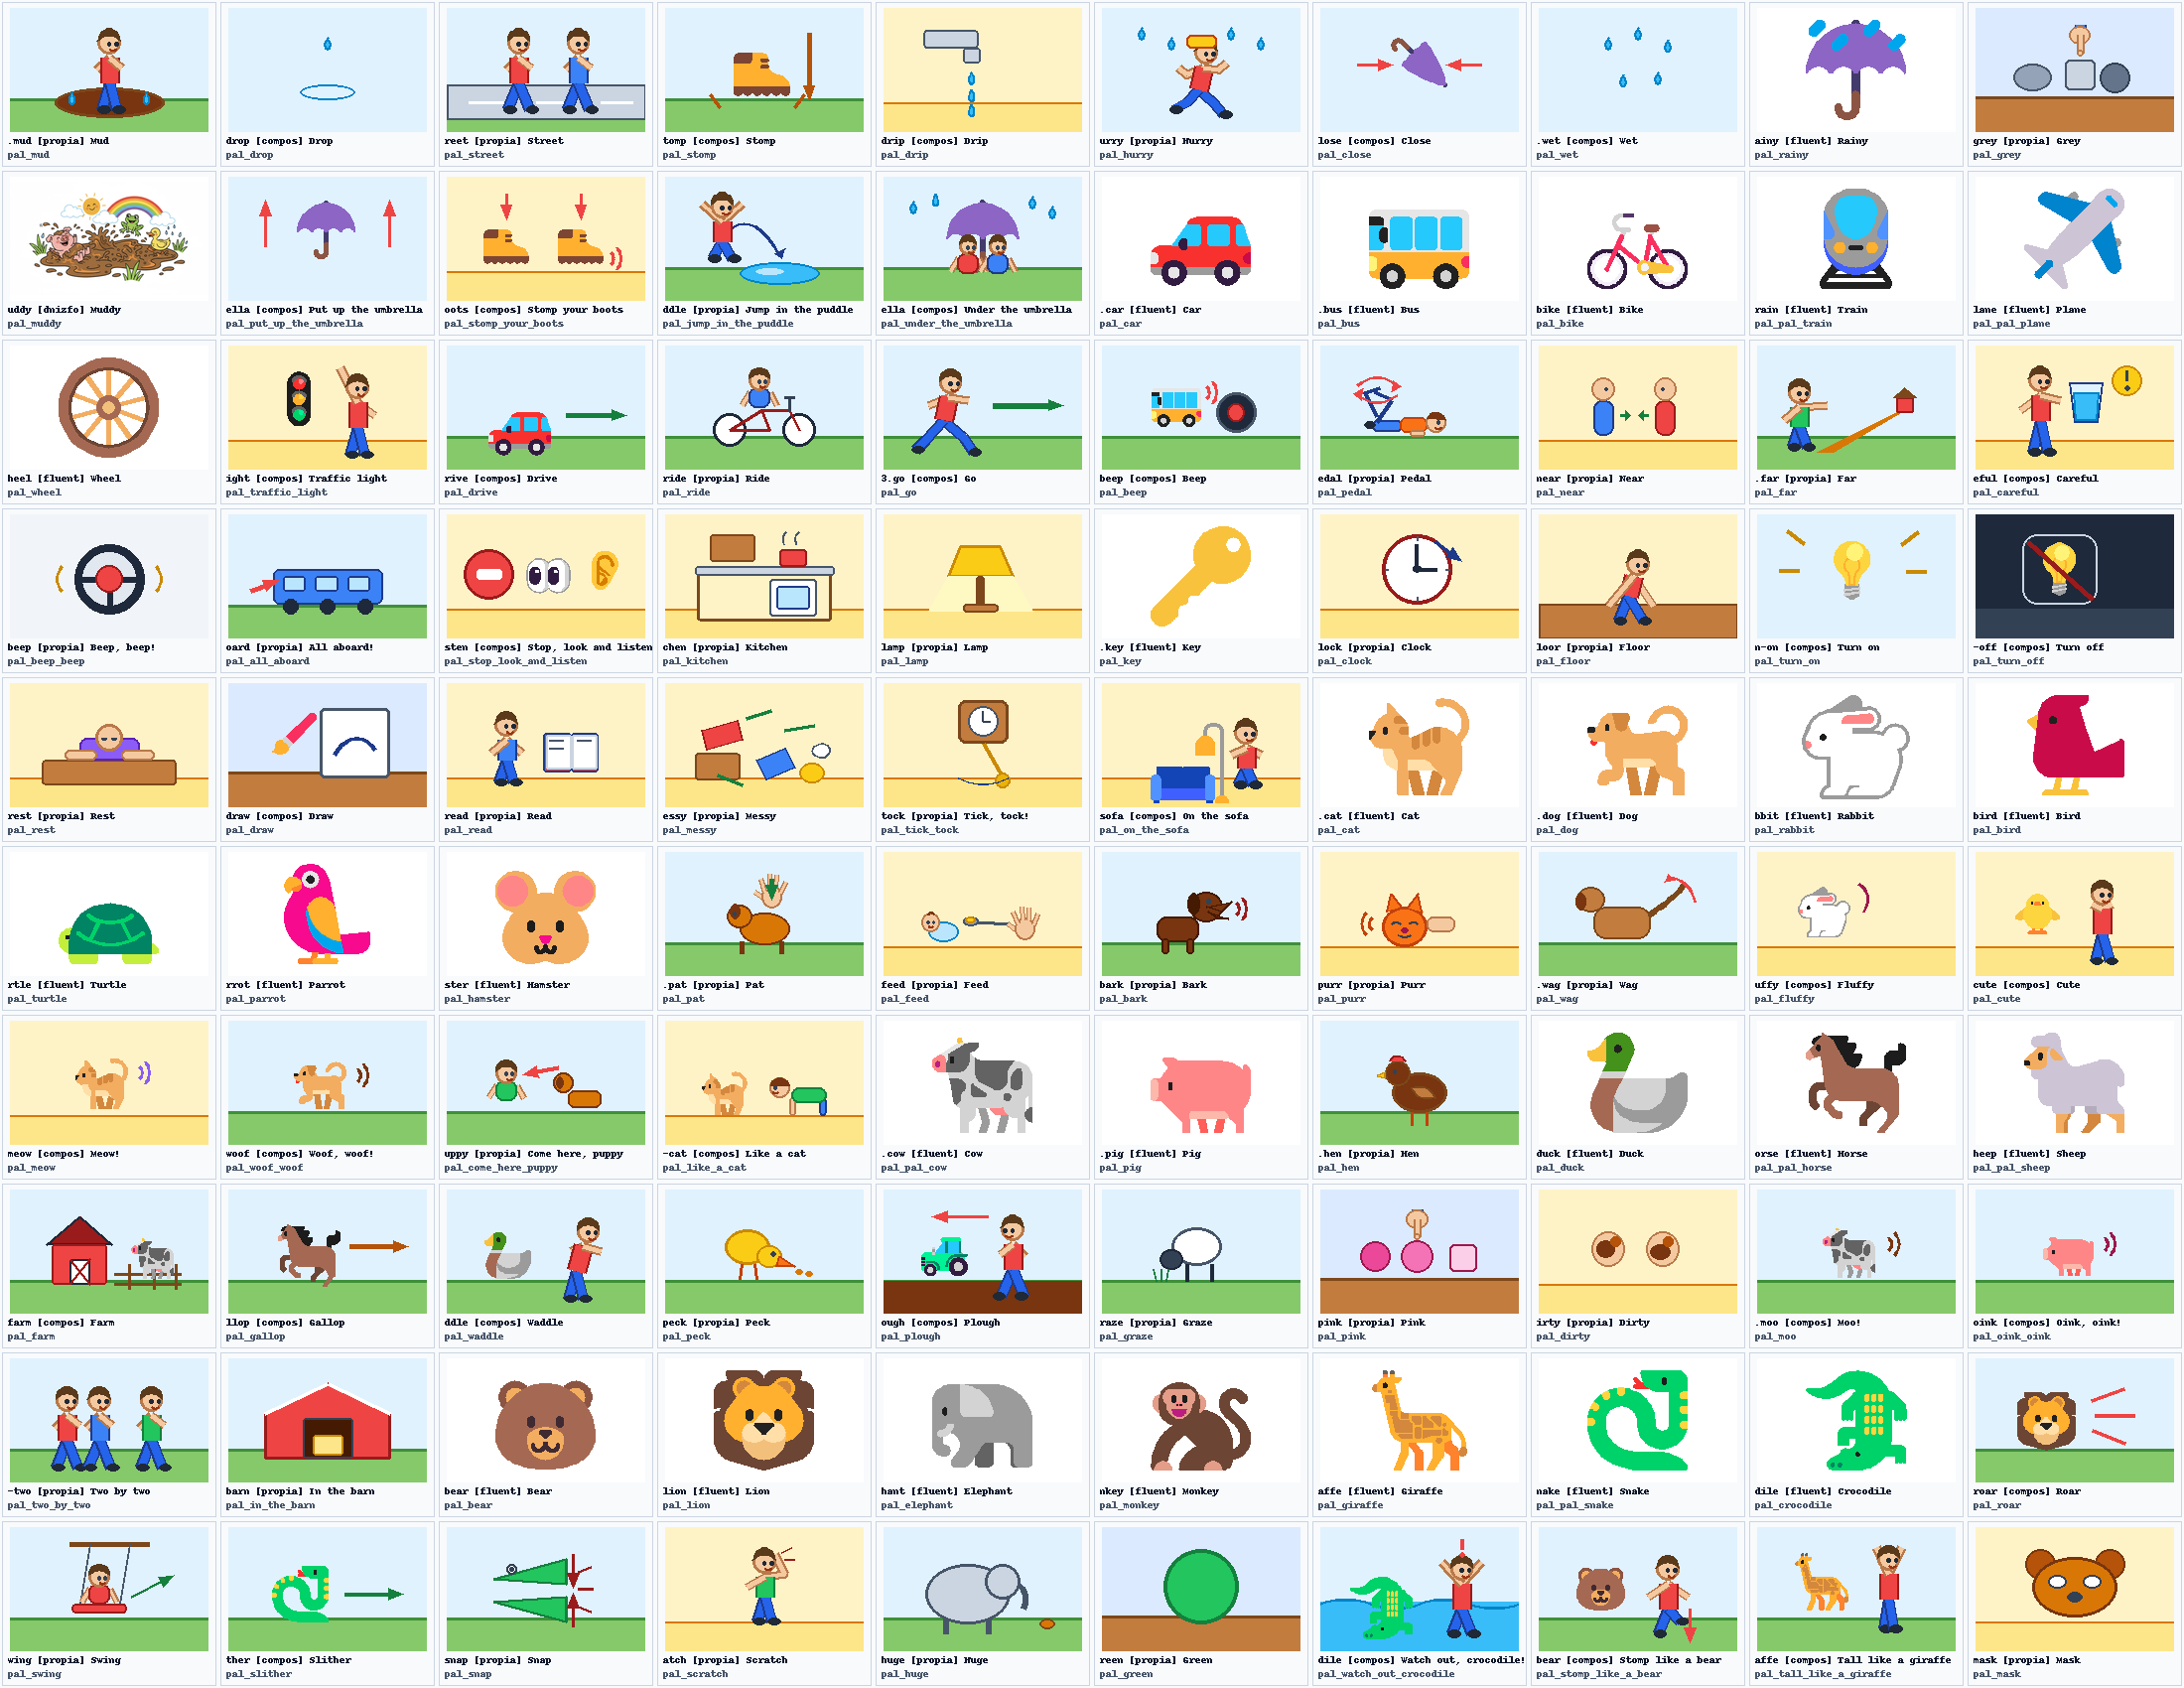 .mud [propia] Mud
pal_mud
drop [compos] Drop
pal_drop
reet [propia] Street
pal_street
tomp [compos] Stomp
pal_stomp
drip [compos] Drip
pal_drip
urry [propia] Hurry
pal_hurry
lose [compos] Close
pal_close
.wet [compos] Wet
pal_wet
ainy [fluent] Rainy
pal_rainy
grey [propia] Grey
pal_grey
uddy [dnizfo] Muddy
pal_muddy
ella [compos] Put up the umbrella
pal_put_up_the_umbrella
oots [compos] Stomp your boots
pal_stomp_your_boots
ddle [propia] Jump in the puddle
pal_jump_in_the_puddle
ella [compos] Under the umbrella
pal_under_the_umbrella
.car [fluent] Car
pal_car
.bus [fluent] Bus
pal_bus
bike [fluent] Bike
pal_bike
rain [fluent] Train
pal_pal_train
lane [fluent] Plane
pal_pal_plane
heel [fluent] Wheel
pal_wheel
ight [compos] Traffic light
pal_traffic_light
rive [compos] Drive
pal_drive
ride [propia] Ride
pal_ride
3.go [compos] Go
pal_go
beep [compos] Beep
pal_beep
edal [propia] Pedal
pal_pedal
near [propia] Near
pal_near
.far [propia] Far
pal_far
eful [compos] Careful
pal_careful
beep [propia] Beep, beep!
pal_beep_beep
oard [propia] All aboard!
pal_all_aboard
sten [compos] Stop, look and listen
pal_stop_look_and_listen
chen [propia] Kitchen
pal_kitchen
lamp [propia] Lamp
pal_lamp
.key [fluent] Key
pal_key
lock [propia] Clock
pal_clock
loor [propia] Floor
pal_floor
n-on [compos] Turn on
pal_turn_on
-off [compos] Turn off
pal_turn_off
rest [propia] Rest
pal_rest
draw [compos] Draw
pal_draw
read [propia] Read
pal_read
essy [propia] Messy
pal_messy
tock [propia] Tick, tock!
pal_tick_tock
sofa [compos] On the sofa
pal_on_the_sofa
.cat [fluent] Cat
pal_cat
.dog [fluent] Dog
pal_dog
bbit [fluent] Rabbit
pal_rabbit
bird [fluent] Bird
pal_bird
rtle [fluent] Turtle
pal_turtle
rrot [fluent] Parrot
pal_parrot
ster [fluent] Hamster
pal_hamster
.pat [propia] Pat
pal_pat
feed [propia] Feed
pal_feed
bark [propia] Bark
pal_bark
purr [propia] Purr
pal_purr
.wag [propia] Wag
pal_wag
uffy [compos] Fluffy
pal_fluffy
cute [compos] Cute
pal_cute
meow [compos] Meow!
pal_meow
woof [compos] Woof, woof!
pal_woof_woof
uppy [propia] Come here, puppy
pal_come_here_puppy
-cat [compos] Like a cat
pal_like_a_cat
.cow [fluent] Cow
pal_pal_cow
.pig [fluent] Pig
pal_pig
.hen [propia] Hen
pal_hen
duck [fluent] Duck
pal_duck
orse [fluent] Horse
pal_pal_horse
heep [fluent] Sheep
pal_pal_sheep
farm [compos] Farm
pal_farm
llop [compos] Gallop
pal_gallop
ddle [compos] Waddle
pal_waddle
peck [propia] Peck
pal_peck
ough [compos] Plough
pal_plough
raze [propia] Graze
pal_graze
pink [propia] Pink
pal_pink
irty [propia] Dirty
pal_dirty
.moo [compos] Moo!
pal_moo
oink [compos] Oink, oink!
pal_oink_oink
-two [propia] Two by two
pal_two_by_two
barn [propia] In the barn
pal_in_the_barn
bear [fluent] Bear
pal_bear
lion [fluent] Lion
pal_lion
hant [fluent] Elephant
pal_elephant
nkey [fluent] Monkey
pal_monkey
affe [fluent] Giraffe
pal_giraffe
nake [fluent] Snake
pal_pal_snake
dile [fluent] Crocodile
pal_crocodile
roar [compos] Roar
pal_roar
wing [propia] Swing
pal_swing
ther [compos] Slither
pal_slither
snap [propia] Snap
pal_snap
atch [propia] Scratch
pal_scratch
huge [propia] Huge
pal_huge
reen [propia] Green
pal_green
dile [compos] Watch out, crocodile!
pal_watch_out_crocodile
bear [compos] Stomp like a bear
pal_stomp_like_a_bear
affe [compos] Tall like a giraffe
pal_tall_like_a_giraffe
mask [propia] Mask
pal_mask